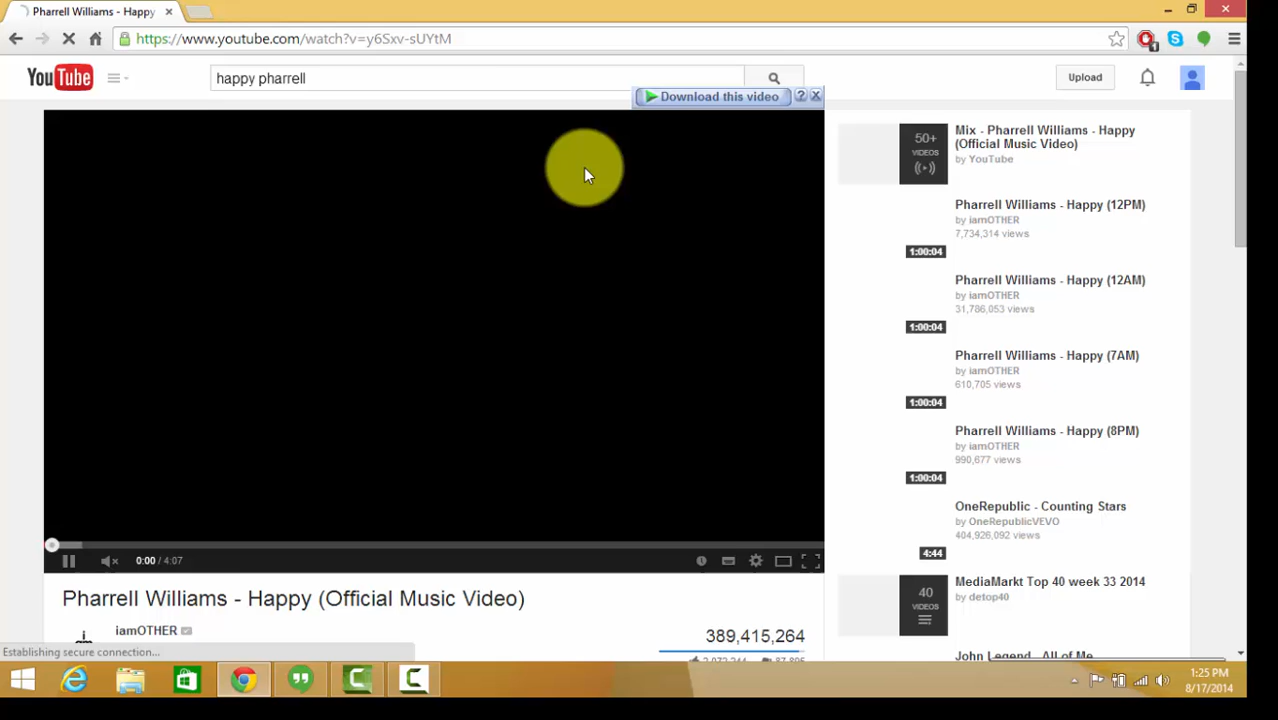 Pharrell Williams - Happy
https://www.youtube.com/watch?v=y6Sxv-sUYtM
1
YouTube
happy pharrell
Upload
Download this video
?
50+
VIDEOS
Mix - Pharrell Williams - Happy
(Official Music Video)
by YouTube
Pharrell Williams - Happy (12PM)
by iamOTHER
7,734,314 views
1:00:04
Pharrell Williams - Happy (12AM)
by iamOTHER
31,786,053 views
1:00:04
Pharrell Williams - Happy (7AM)
by iamOTHER
610,705 views
1:00:04
Pharrell Williams - Happy (8PM)
by iamOTHER
990,677 views
1:00:04
OneRepublic - Counting Stars
by OneRepublicVEVO
404,926,092 views
4:44
0:00 / 4:07
40
VIDEOS
MediaMarkt Top 40 week 33 2014
by detop40
Pharrell Williams - Happy (Official Music Video)
iamOTHER
389,415,264
John Legend - All of Me
Establishing secure connection...
1:25 PM
8/17/2014